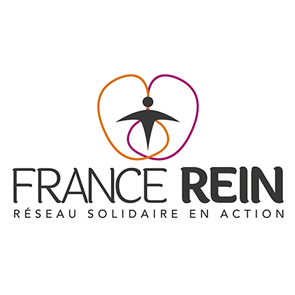 FRANCE REIN
RÉSEAU SOLIDAIRE EN ACTION